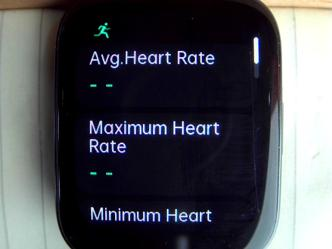 Avg.Heart Rate
- -
Maximum Heart
Rate
- -
Minimum Heart